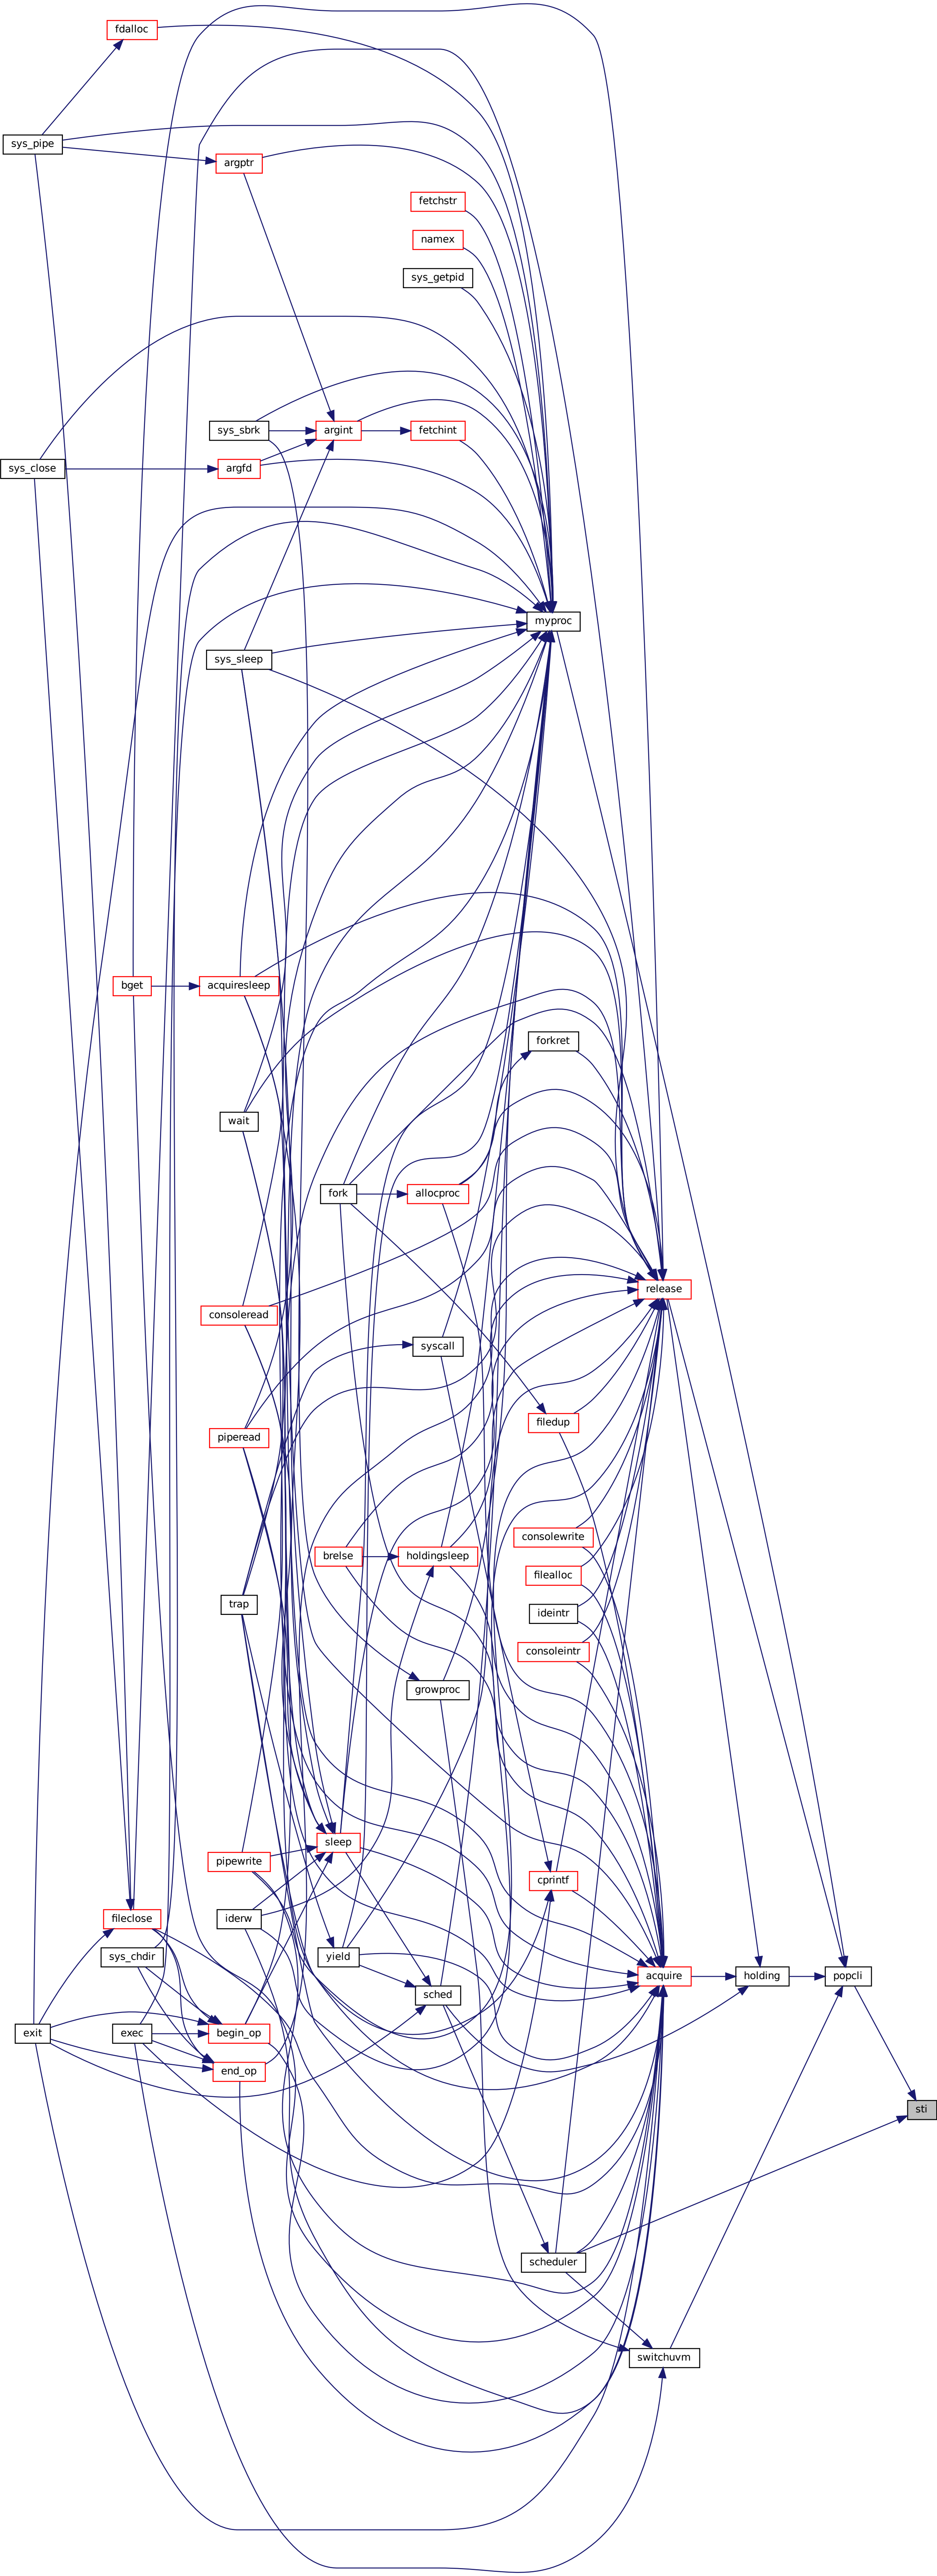 fdalloc
sys_pipe
argptr
fetchstr
namex
sys_getpid
sys_sbrk
argint
fetchint
sys_close
argfd
myproc
sys_sleep
bget
acquiresleep
forkret
wait
fork
allocproc
release
consoleread
syscall
filedup
piperead
consolewrite
brelse
holdingsleep
filealloc
trap
ideintr
consoleintr
growproc
sleep
pipewrite
cprintf
fileclose
iderw
sys_chdir
yield
acquire
holding
popcli
sched
exit
exec
begin_op
end_op
sti
scheduler
switchuvm